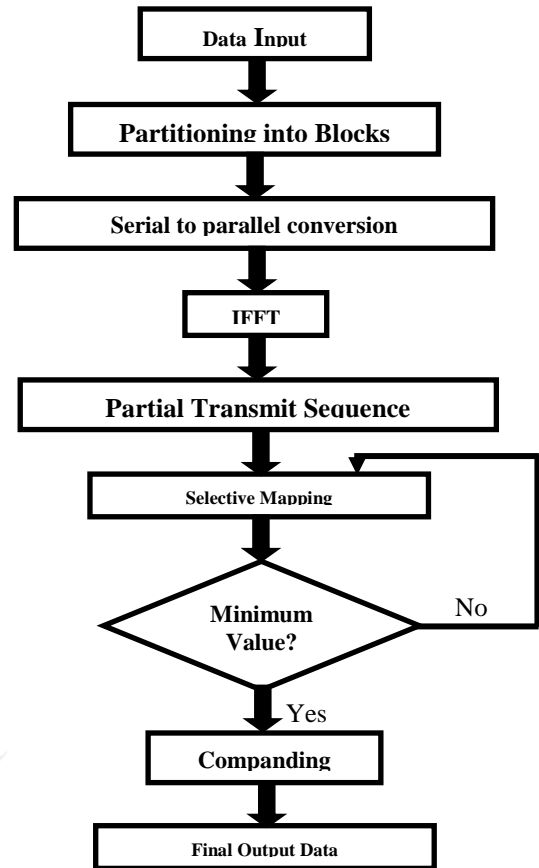 Data Input
Partitioning into Blocks
Serial to parallel conversion
IFFT
Partial Transmit Sequence
Selective Mapping
Minimum
Value?
No
Yes
Companding
Final Output Data